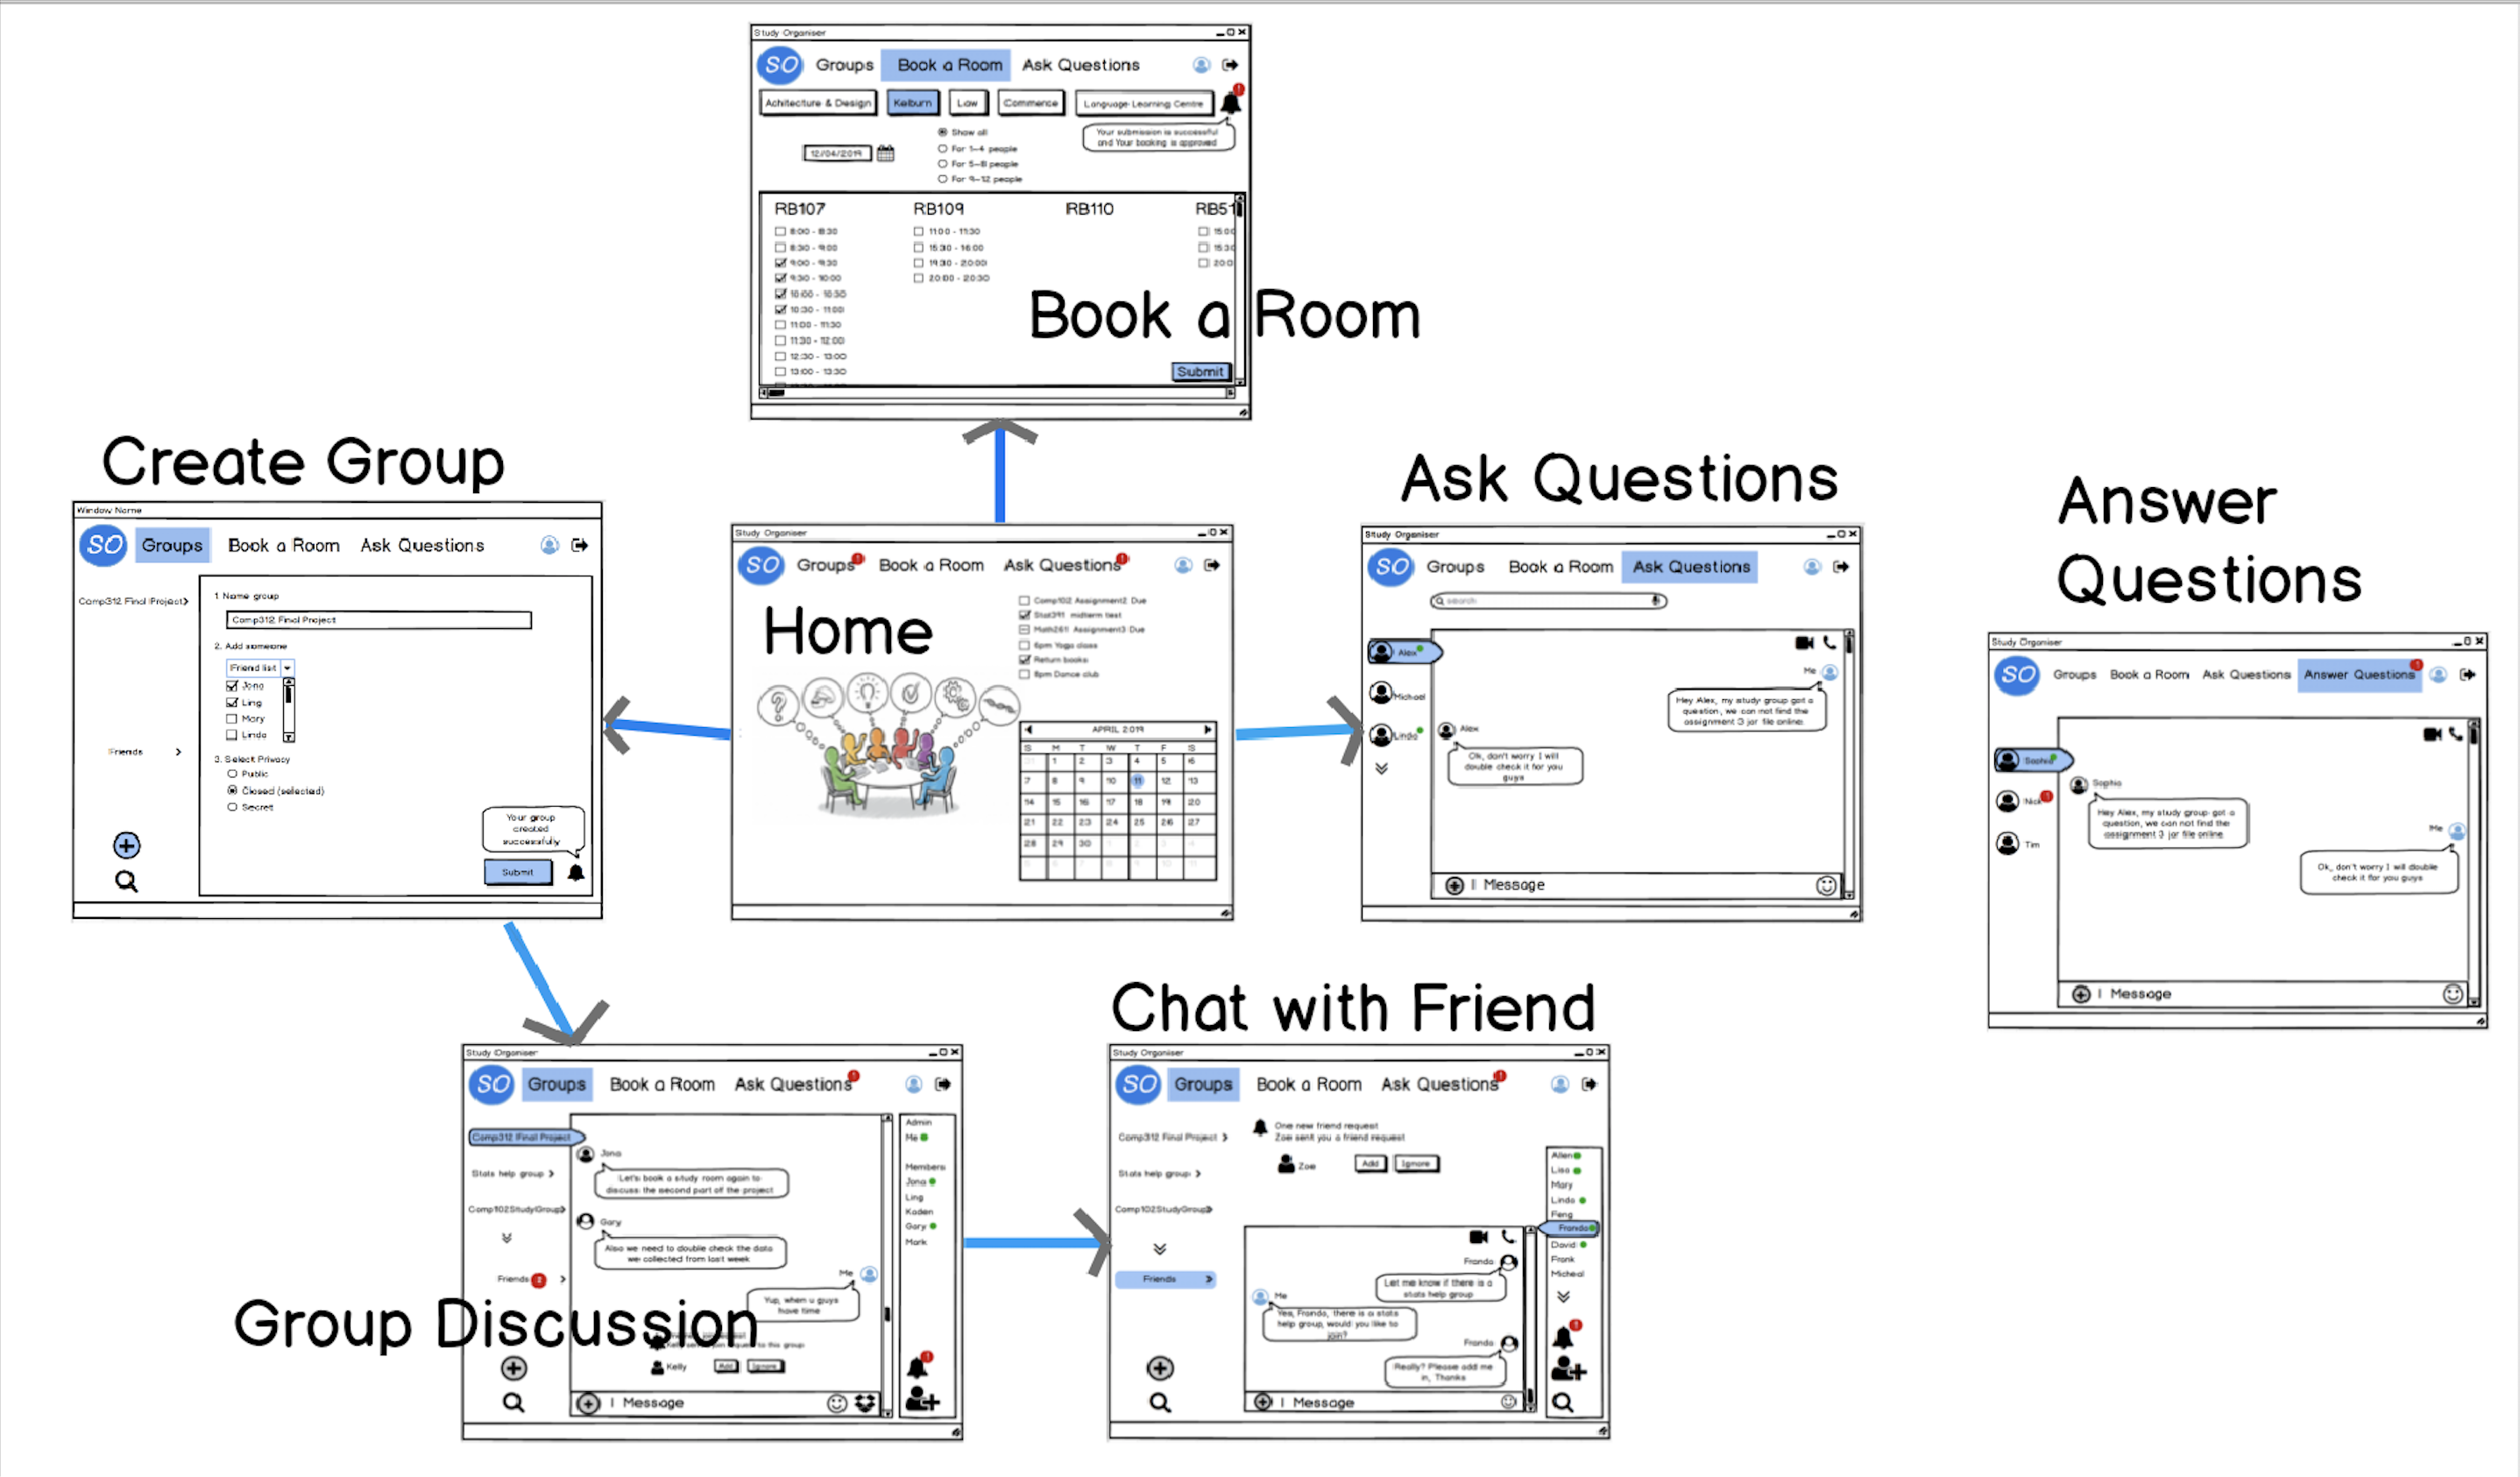 Study Organiser
SO Groups Book a Room Ask Questions
Achitecture & Design Kelburn Law Commerce Language Learning Centre
Your submission is successful
and Your booking is approved
12/04/2019
Show all
For 1-4 people
For 5-8 people
For 9-12 people
RB107 RB109 RB110 RB51
8:00 - 8:30
8:30 - 9:00
9:00 - 9:30
9:30 - 10:00
10:00 - 10:30
10:30 - 11:00
11:00 - 11:30
11:30 - 12:00
12:30 - 13:00
13:00 - 13:30
11:00 - 11:30
15:30 - 16:00
19:30 - 20:00
20:00 - 20:30
15:00
15:30
20:0
Submit
Book a Room
Create Group
Window Name
SO Groups Book a Room Ask Questions
Comp312 Final Project
Friends
1. Name group
Comp312 Final Project
2. Add someone
Friend list
Jona
Ling
Mary
Linda
3. Select Privacy
Public
Closed (selected)
Secret
Your group
created
successfully
Submit
Study Organiser
SO Groups Book a Room Ask Questions
Home
Comp102 Assignment2 Due
Stat391 midterm test
Math261 Assignment3 Due
6pm Yoga class
Return books
8pm Dance club
APRIL 2019
S M T W T F S
31 1 2 3 4 5 6
7 8 9 10 11 12 13
14 15 16 17 18 19 20
21 22 23 24 25 26 27
28 29 30 1 2 3 4
5 6 7 8 9 10 11
Ask Questions
Study Organiser
SO Groups Book a Room Ask Questions
search
Alex
Michael
Linda
Me
Hey Alex, my study group got a
question, we can not find the
assignment 3 jar file online
Alex
Ok, don't worry I will
double check it for you
guys
Message
Answer
Questions
Study Organiser
SO Groups Book a Room Ask Questions Answer Questions
Sophia
Nick
Tim
Sophia
Hey Alex, my study group got a
question, we can not find the
assignment 3 jar file online
Me
Ok, don't worry I will double
check it for you guys
Message
Group Discussion
Study Organiser
SO Groups Book a Room Ask Questions
Comp312 Final Project
Stats help group
Comp102StudyGroup
Friends 2
Jona
Let's book a study room again to
discuss the second part of the project
Gary
Also we need to double check the data
we collected from last week
Me
Yup, when u guys
have time
to this group
Kelly Add Ignore
Message
Admin
Me
Members
Jona
Ling
Kaden
Gary
Mark
Chat with Friend
Study Organiser
SO Groups Book a Room Ask Questions
Comp312 Final Project
Stats help group
Comp102StudyGroup
Friends
One new friend request
Zoe sent you a friend request
Zoe Add Ignore
Franda
Let me know if there is a
stats help group
Me
Yes, Franda, there is a stats
help group, would you like to
join?
Franda
Really? Please add me
in, Thanks
Message
Allen
Lisa
Mary
Linda
Feng
Franda
David
Frank
Micheal